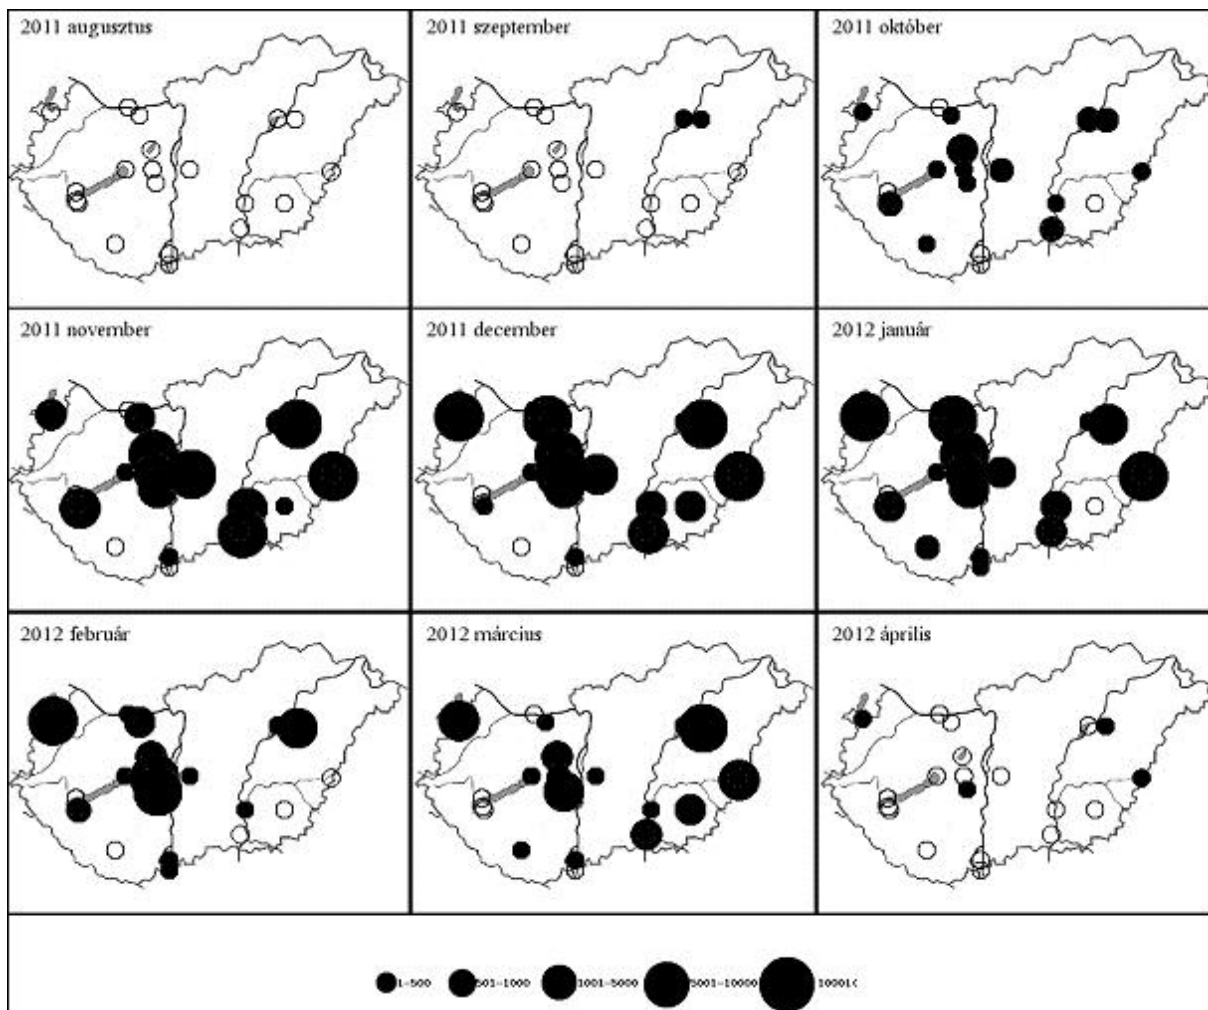 2011 augusztus
2011 szeptember
2011 október
2011 november
2011 december
2012 január
2012 február
2012 március
2012 április
1-500 501-1000 1001-5000 5001-10000